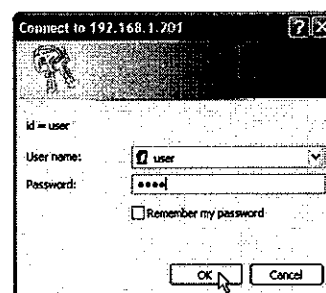 Connect to 192.168.1.201
id = user
User name: user
Password: ••••
Remember my password
OK Cancel